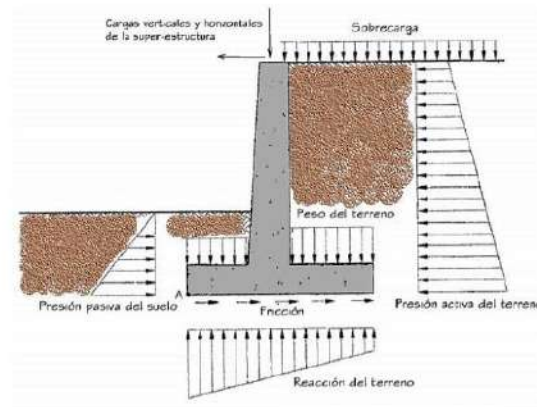 Cargas verticales y horizontales
de la super-estructura
Sobrecarga
Peso del terreno
Presión pasiva del suelo
A
Fricción
Presión activa del terreno
Reacción del terreno